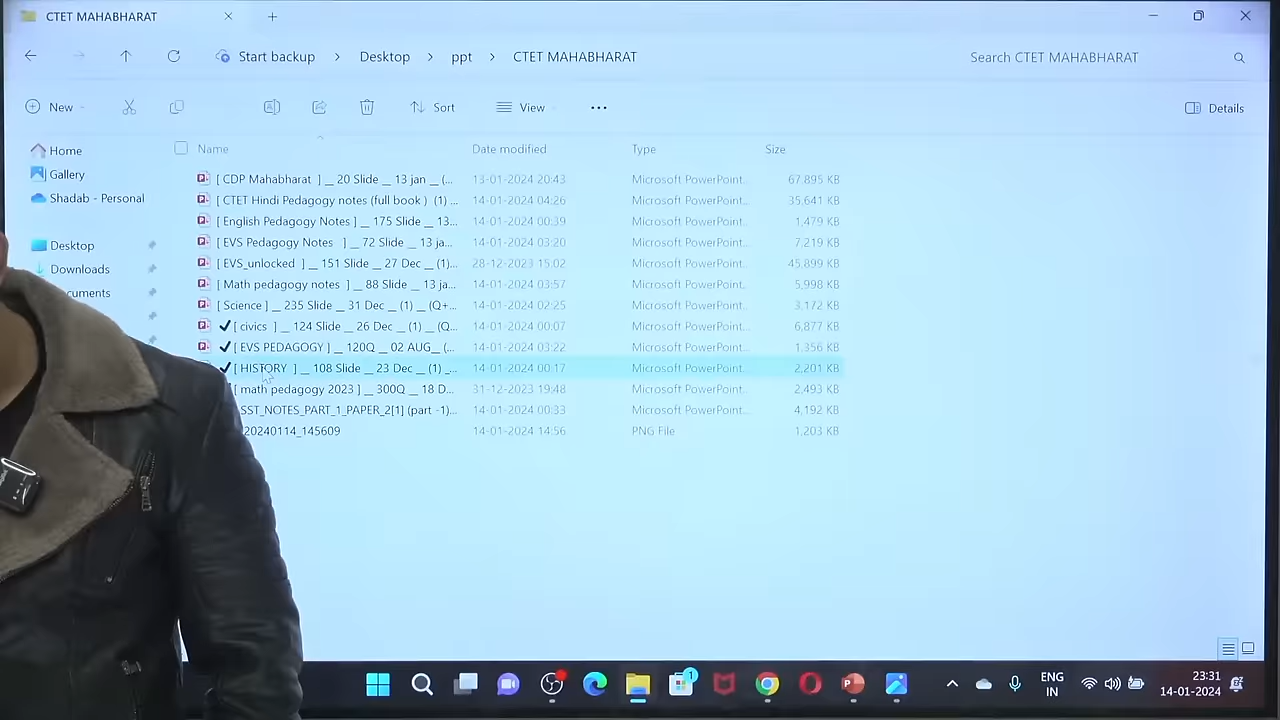 CTET MAHABHARAT
Start backup > Desktop > ppt > CTET MAHABHARAT
Search CTET MAHABHARAT
New
Sort
View
Details
Home
Gallery
Shadab - Personal
Desktop
Downloads
cuments
Name Date modified Type Size
[ CDP Mahabharat ] __ 20 Slide __ 13 jan __ (... 13-01-2024 20:43 Microsoft PowerPoint... 67,895 KB
[ CTET Hindi Pedagogy notes (full book ) (1) ... 14-01-2024 04:26 Microsoft PowerPoint... 35,641 KB
[ English Pedagogy Notes ] __ 175 Slide __ 13... 14-01-2024 00:39 Microsoft PowerPoint... 1,479 KB
[ EVS Pedagogy Notes ] __ 72 Slide __ 13 ja... 14-01-2024 03:20 Microsoft PowerPoint... 7,219 KB
[ EVS_unlocked ] __ 151 Slide __ 27 Dec __ (1)... 28-12-2023 15:02 Microsoft PowerPoint... 45,899 KB
[ Math pedagogy notes ] __ 88 Slide __ 13 ja... 14-01-2024 03:57 Microsoft PowerPoint... 5,998 KB
[ Science ] __ 235 Slide __ 31 Dec __ (1) __ (Q+... 14-01-2024 02:25 Microsoft PowerPoint... 3,172 KB
✔[ civics ] __ 124 Slide __ 26 Dec __ (1) __ (Q... 14-01-2024 00:07 Microsoft PowerPoint... 6,877 KB
✔[ EVS PEDAGOGY ] __ 120Q __ 02 AUG__ (... 14-01-2024 03:22 Microsoft PowerPoint... 1,356 KB
✔[ HISTORY ] __ 108 Slide __ 23 Dec __ (1) _... 14-01-2024 00:17 Microsoft PowerPoint... 2,201 KB
[ math pedagogy 2023 ] __ 300Q __ 18 D... 31-12-2023 19:48 Microsoft PowerPoint... 2,493 KB
SST_NOTES_PART_1_PAPER_2[1] (part -1)... 14-01-2024 00:33 Microsoft PowerPoint... 4,192 KB
20240114_145609 14-01-2024 14:56 PNG File 1,203 KB
1
ENG
IN
23:31
14-01-2024